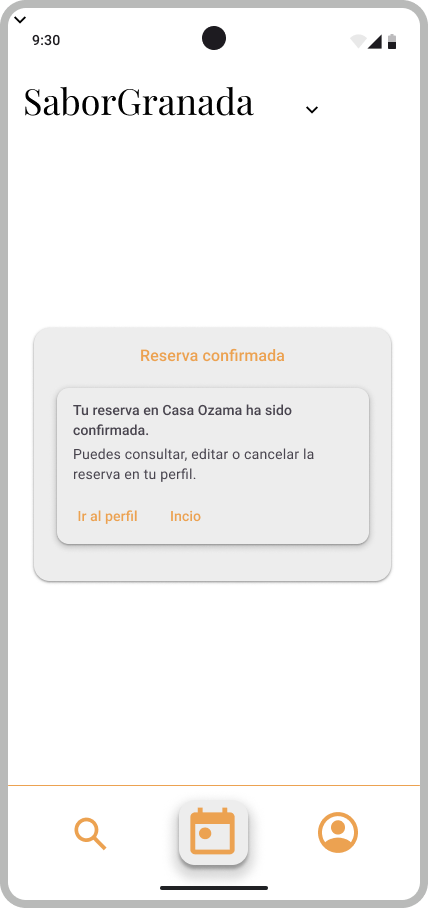 9:30
SaborGranada
Reserva confirmada
Tu reserva en Casa Ozama ha sido
confirmada.
Puedes consultar, editar o cancelar la
reserva en tu perfil.
Ir al perfil Incio